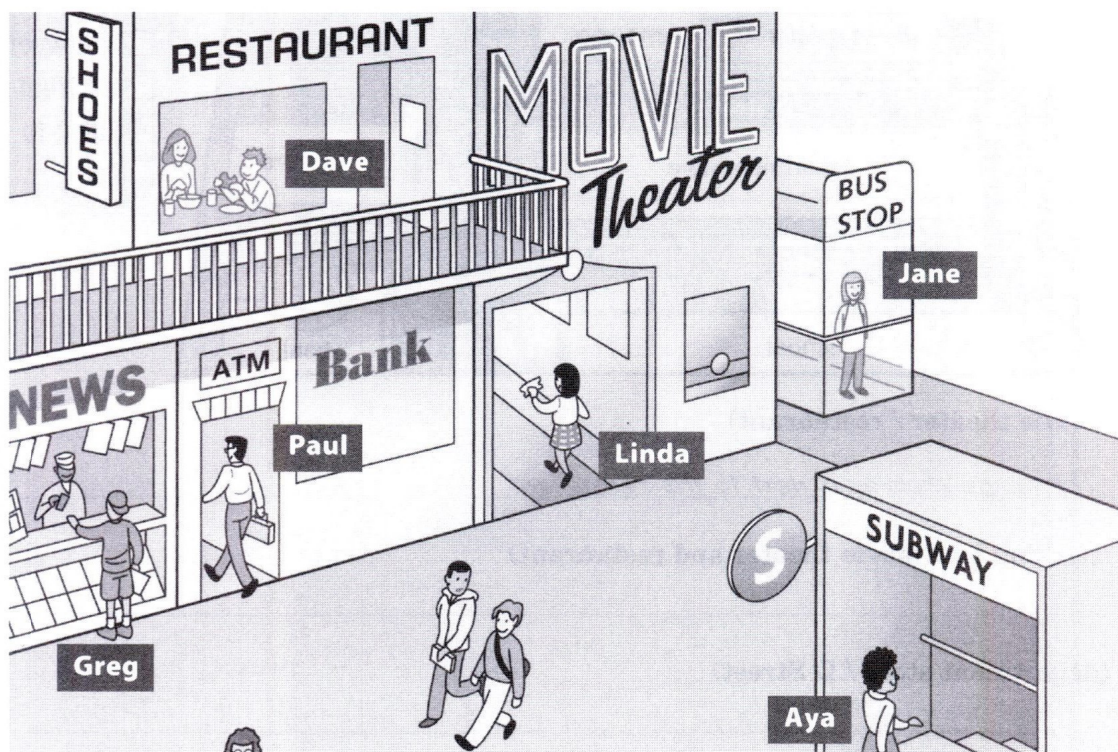 SHOES
RESTAURANT
MOVIE
Theater
Dave
BUS
STOP
Jane
NEWS
ATM
Bank
Paul
Linda
S
SUBWAY
Greg
Aya